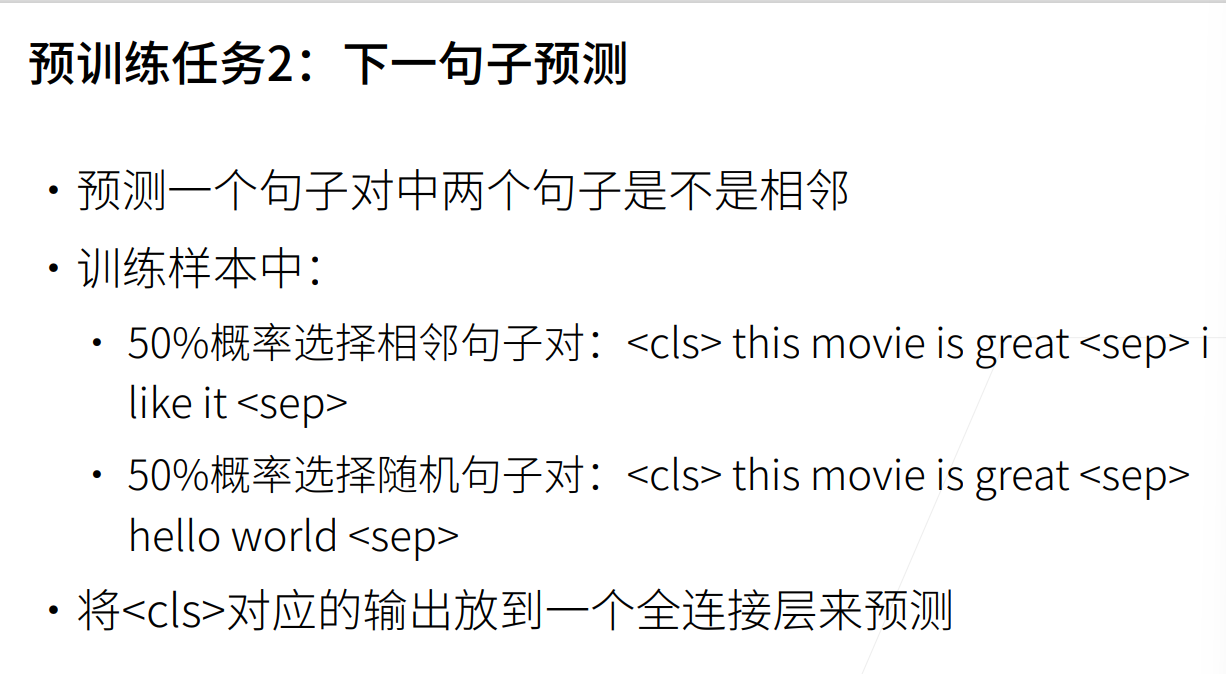 预训练任务2：下一句子预测
• 预测一个句子对中两个句子是不是相邻
• 训练样本中：
• 50%概率选择相邻句子对：<cls> this movie is great <sep> i
like it <sep>
• 50%概率选择随机句子对：<cls> this movie is great <sep>
hello world <sep>
• 将<cls>对应的输出放到一个全连接层来预测